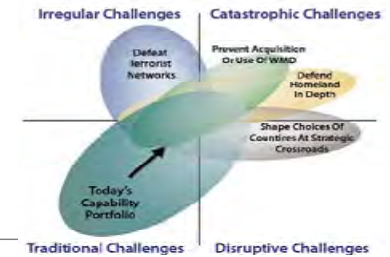 Irregular Challenges
Catastrophic Challenges
Defeat
Terrorist
Networks
Prevent Acquisition
Or Use Of WMD
Defend
Homeland
In Depth
Shape Choices Of
Countires At Strategic
Crossroads
Today's
Capability
Portfolio
Traditional Challenges
Disruptive Challenges